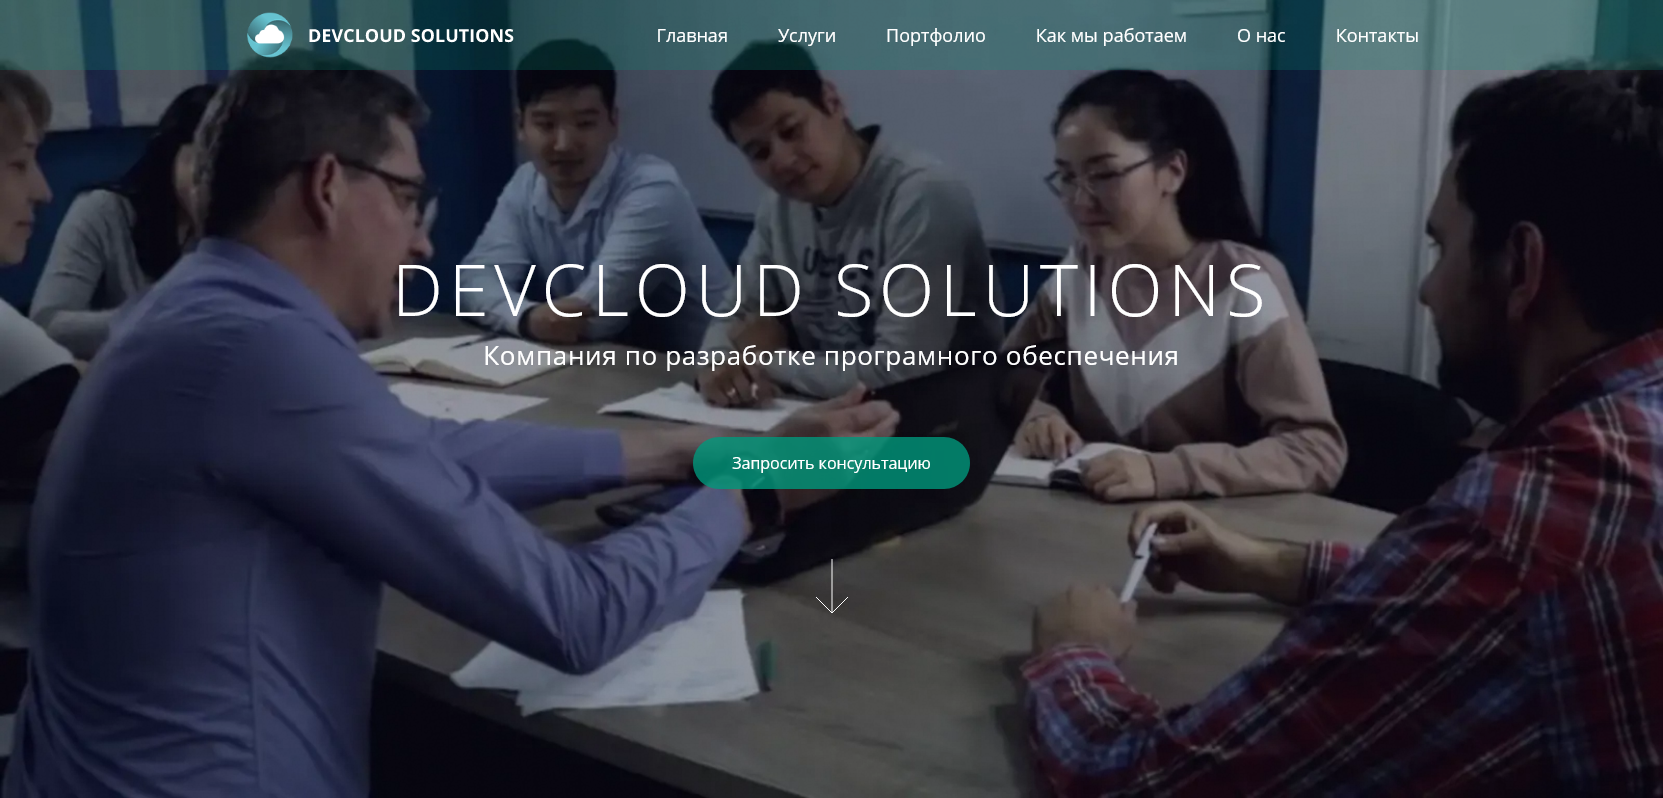 DEVCLOUD SOLUTIONS
Главная
Услуги
Портфолио
Как мы работаем
О нас
Контакты
DEVCLOUD SOLUTIONS
Компания по разработке програмного обеспечения
Запросить консультацию